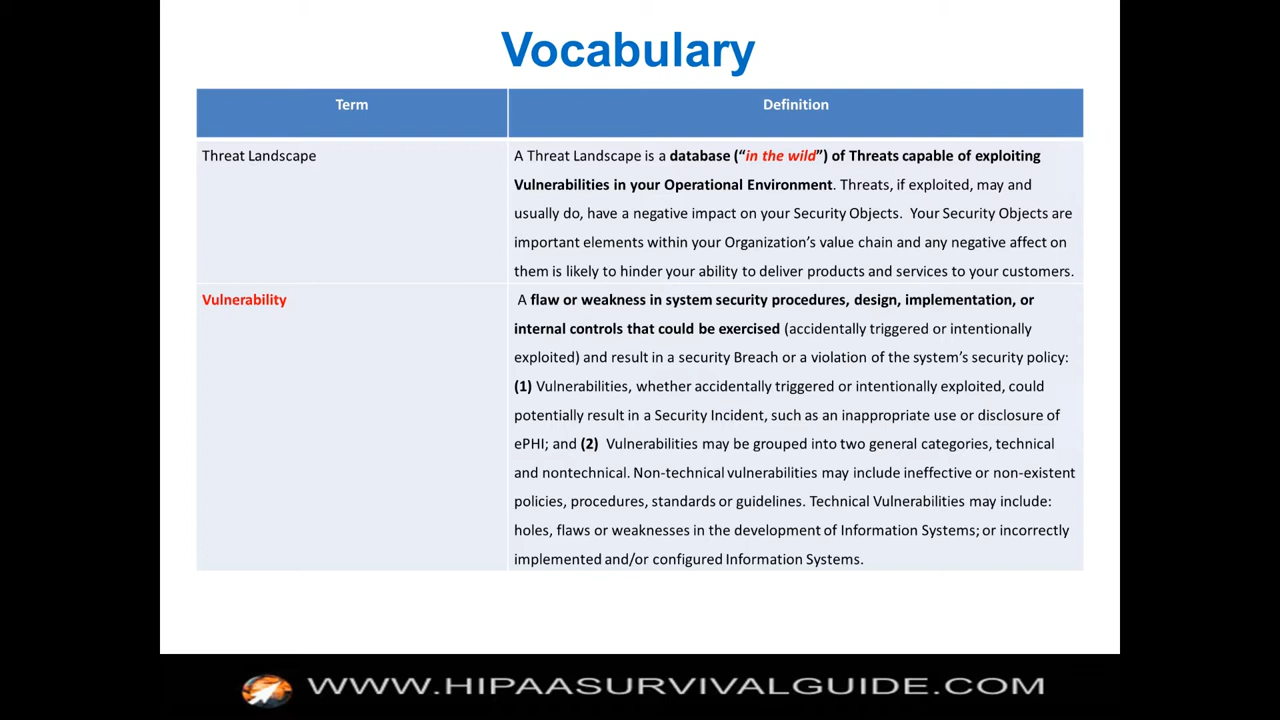 Vocabulary
Term
Definition
Threat Landscape
A Threat Landscape is a database (“in the wild”) of Threats capable of exploiting
Vulnerabilities in your Operational Environment. Threats, if exploited, may and
usually do, have a negative impact on your Security Objects.  Your Security Objects are
important elements within your Organization’s value chain and any negative affect on
them is likely to hinder your ability to deliver products and services to your customers.
Vulnerability
A flaw or weakness in system security procedures, design, implementation, or
internal controls that could be exercised (accidentally triggered or intentionally
exploited) and result in a security Breach or a violation of the system’s security policy:
(1) Vulnerabilities, whether accidentally triggered or intentionally exploited, could
potentially result in a Security Incident, such as an inappropriate use or disclosure of
ePHI; and (2)  Vulnerabilities may be grouped into two general categories, technical
and nontechnical. Non-technical vulnerabilities may include ineffective or non-existent
policies, procedures, standards or guidelines. Technical Vulnerabilities may include:
holes, flaws or weaknesses in the development of Information Systems; or incorrectly
implemented and/or configured Information Systems.
WWW.HIPAASURVIVALGUIDE.COM